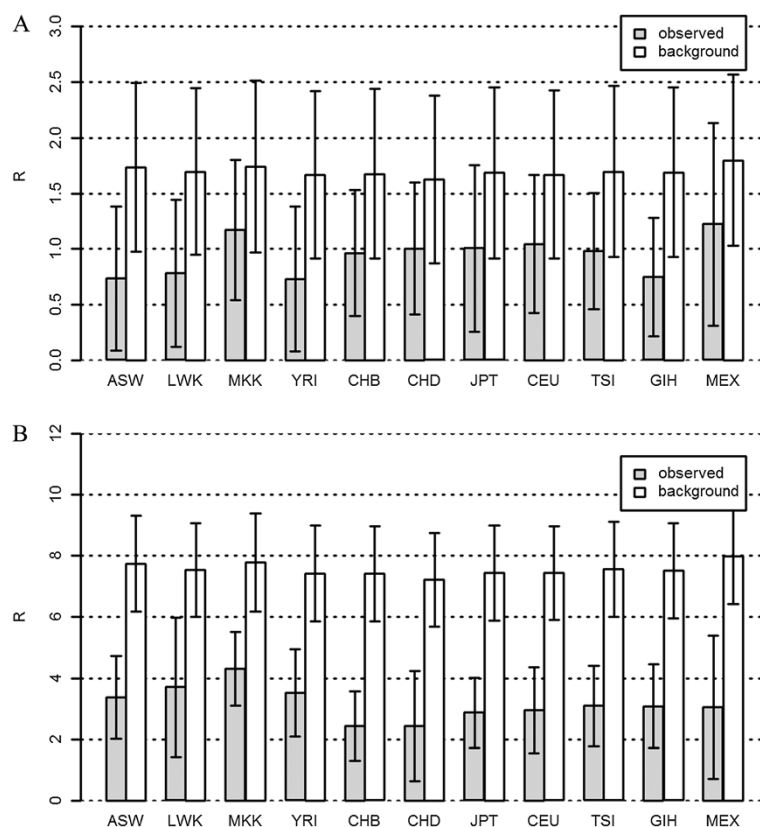 A
3.0
2.5
2.0
1.5
1.0
0.5
0.0
R
observed
background
ASW LWK MKK YRI CHB CHD JPT CEU TSI GIH MEX
B
12
10
8
6
4
2
0
R
observed
background
ASW LWK MKK YRI CHB CHD JPT CEU TSI GIH MEX